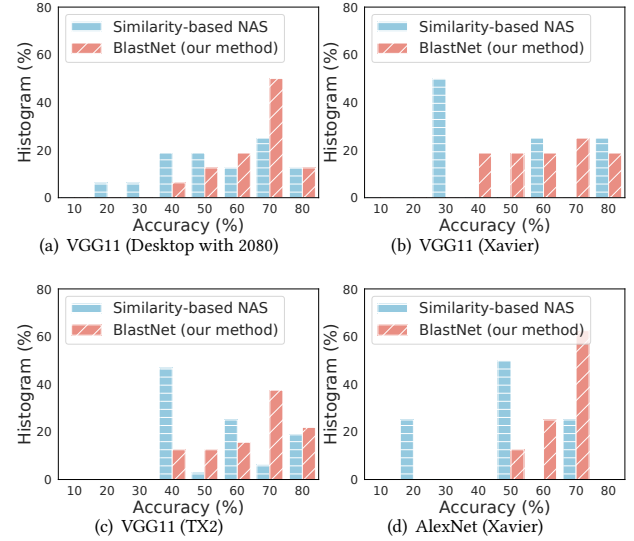 80
60
40
20
0
Histogram (%)
Similarity-based NAS
BlastNet (our method)
10 20 30 40 50 60 70 80
Accuracy (%)
(a) VGG11 (Desktop with 2080)
80
60
40
20
0
Histogram (%)
Similarity-based NAS
BlastNet (our method)
10 20 30 40 50 60 70 80
Accuracy (%)
(b) VGG11 (Xavier)
80
60
40
20
0
Histogram (%)
Similarity-based NAS
BlastNet (our method)
10 20 30 40 50 60 70 80
Accuracy (%)
(c) VGG11 (TX2)
80
60
40
20
0
Histogram (%)
Similarity-based NAS
BlastNet (our method)
10 20 30 40 50 60 70 80
Accuracy (%)
(d) AlexNet (Xavier)